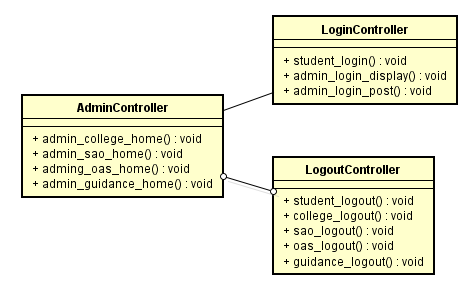 LoginController
+ student_login() : void
+ admin_login_display() : void
+ admin_login_post() : void
AdminController
+ admin_college_home() : void
+ admin_sao_home() : void
+ adming_oas_home() : void
+ admin_guidance_home() : void
LogoutController
+ student_logout() : void
+ college_logout() : void
+ sao_logout() : void
+ oas_logout() : void
+ guidance_logout() : void